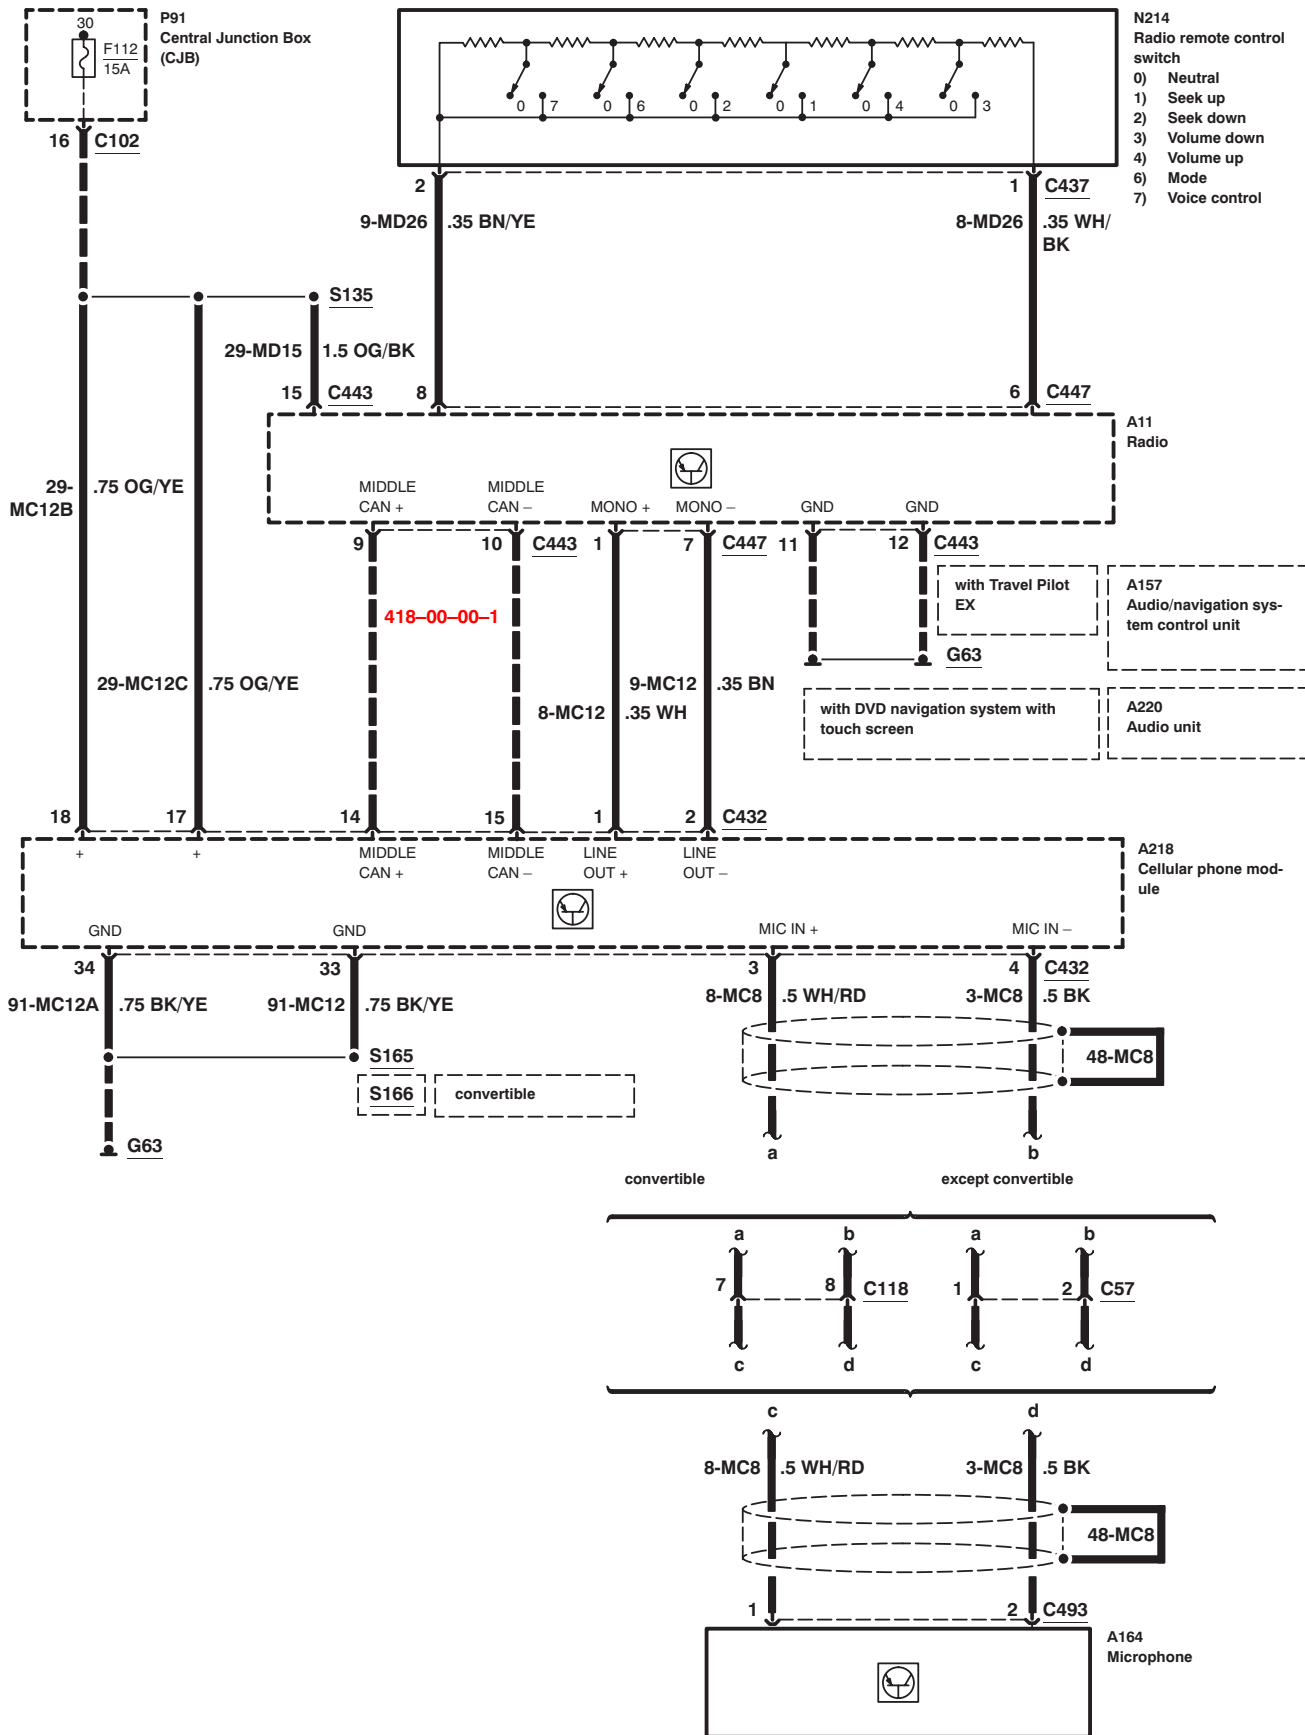 30
F112
15A
P91
Central Junction Box
(CJB)
16 C102
0 7 0 6 0 2 0 1 0 4 0 3
N214
Radio remote control
switch
0) Neutral
1) Seek up
2) Seek down
3) Volume down
4) Volume up
6) Mode
7) Voice control
2 1 C437
9-MD26 .35 BN/YE 8-MD26 .35 WH/
BK
S135
29-MD15 1.5 OG/BK
15 C443 8 6 C447
A11
Radio
29-
MC12B
.75 OG/YE
MIDDLE
CAN +
MIDDLE
CAN –
MONO + MONO – GND GND
9 10 C443 1 7 C447 11 12 C443
418–00–00–1
with Travel Pilot
EX
A157
Audio/navigation sys-
tem control unit
G63
29-MC12C .75 OG/YE
9-MC12 .35 BN
8-MC12 .35 WH
with DVD navigation system with
touch screen
A220
Audio unit
18 17 14 15 1 2 C432
+ +
MIDDLE
CAN +
MIDDLE
CAN –
LINE
OUT +
LINE
OUT –
A218
Cellular phone mod-
ule
GND GND MIC IN + MIC IN –
34 33 3 4 C432
91-MC12A .75 BK/YE 91-MC12 .75 BK/YE 8-MC8 .5 WH/RD 3-MC8 .5 BK
48-MC8
S165
S166 convertible
G63
a b
convertible except convertible
a b a b
7 8 C118 1 2 C57
c d c d
c d
8-MC8 .5 WH/RD 3-MC8 .5 BK
48-MC8
1 2 C493
A164
Microphone